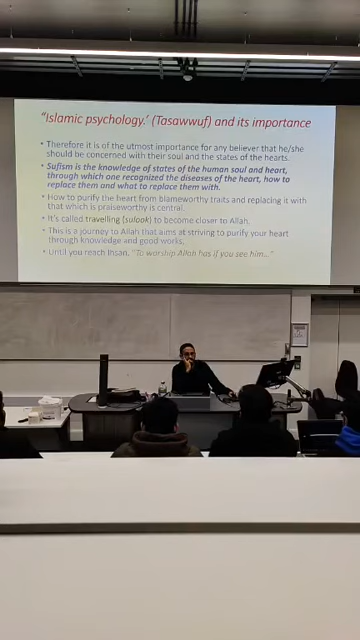 "Islamic psychology.' (Tasawwuf) and its importance
• Therefore it is of the utmost importance for any believer that he/she
should be concerned with their soul and the states of the hearts.
• Sufism is the knowledge of states of the human soul and heart,
through which one recognized the diseases of the heart, how to
replace them and what to replace them with.
• How to purify the heart from blameworthy traits and replacing it with
that which is praiseworthy is central.
• It's called travelling (sulook) to become closer to Allah.
• This is a journey to Allah that aims at striving to purify your heart
through knowledge and good works,
• Until you reach Ihsan, "To worship Allah has if you see him..."